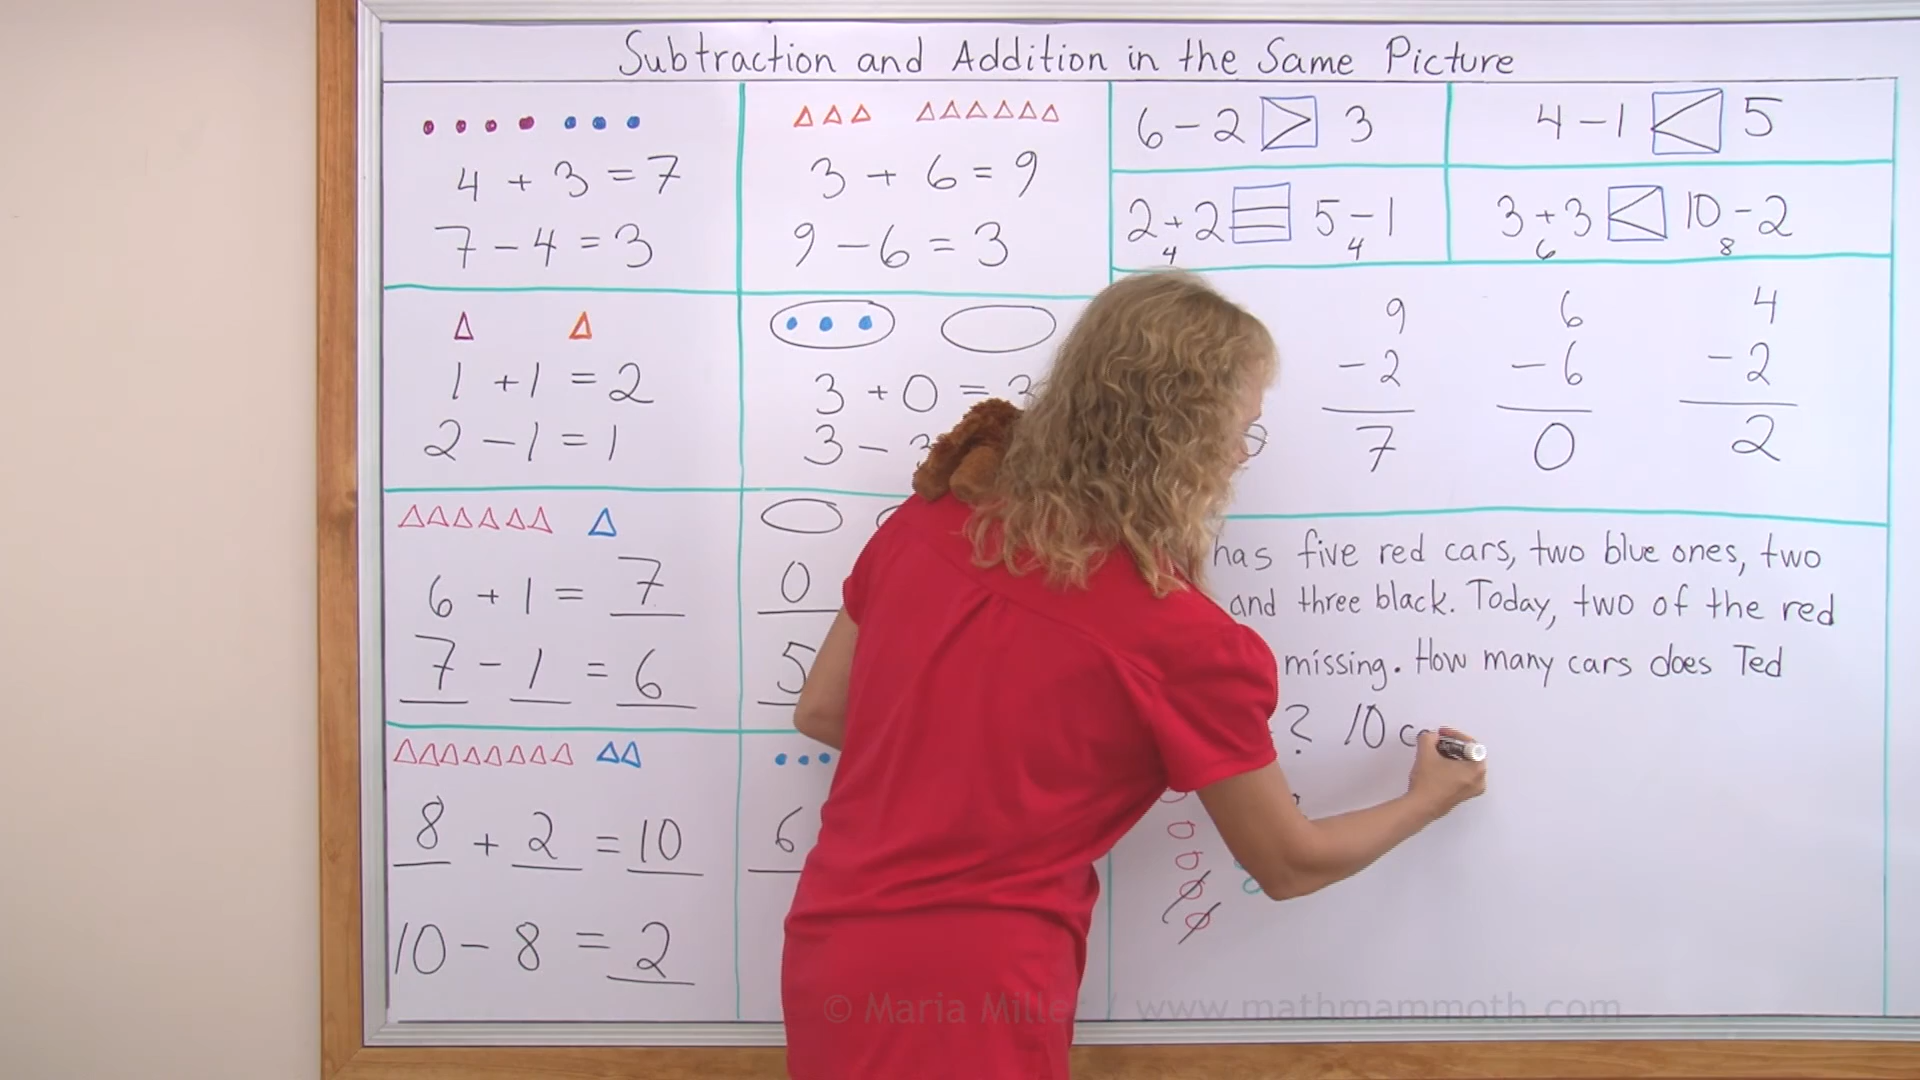 Subtraction and Addition in the Same Picture
4 + 3 = 7
7 - 4 = 3
3 + 6 = 9
9 - 6 = 3
6 - 2 > 3
4 - 1 < 5
2 + 2 = 5 - 1
4 4
3 + 3 < 10 - 2
6 8
1 + 1 = 2
2 - 1 = 1
3 + 0 =
3 -
9
- 2
7
6
- 6
0
4
- 2
2
6 + 1 = 7
7 - 1 = 6
0
5
has five red cars, two blue ones, two
and three black. Today, two of the red
missing. How many cars does Ted
? 10
8 + 2 = 10
10 - 8 = 2
6
© Maria Miller / www.mathmammoth.com